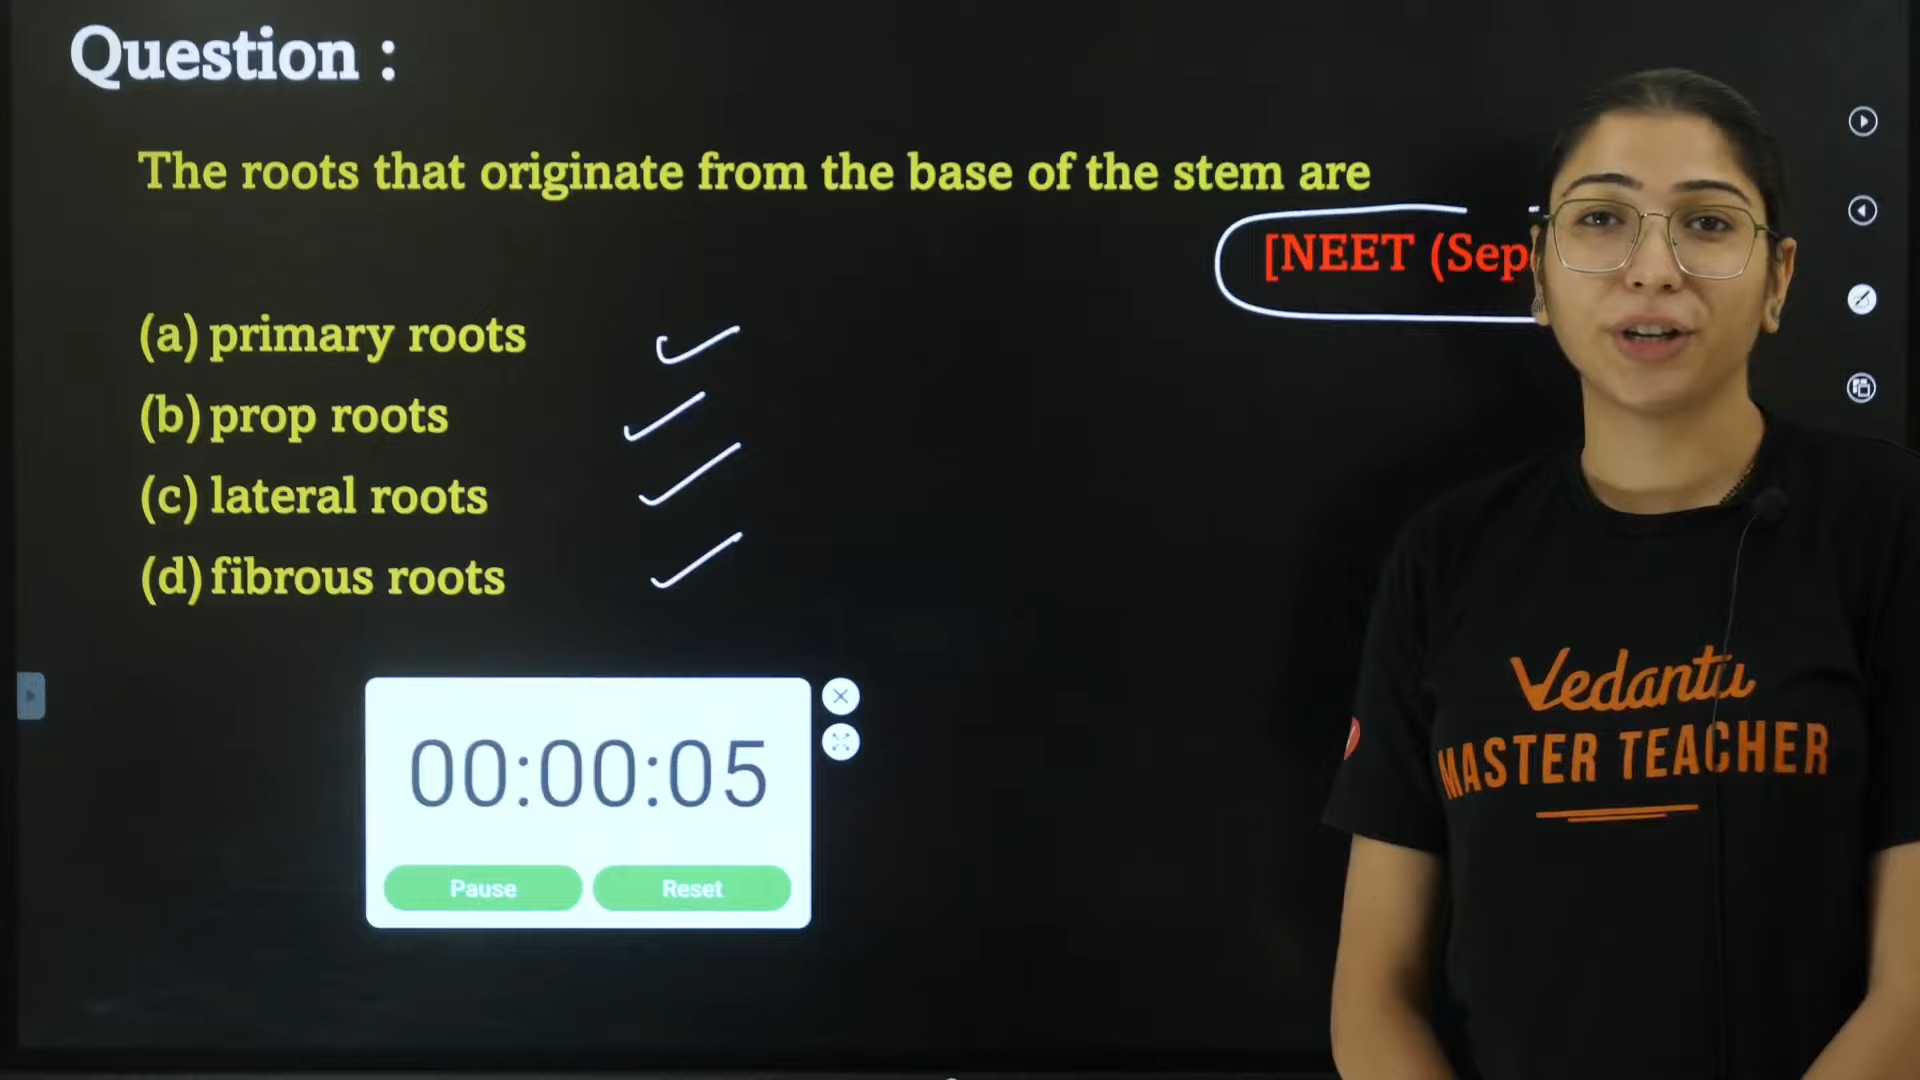 Question :
The roots that originate from the base of the stem are
[NEET (Sep
(a) primary roots
(b) prop roots
(c) lateral roots
(d) fibrous roots
00:00:05
Pause Reset
Vedantu
MASTER TEACHER